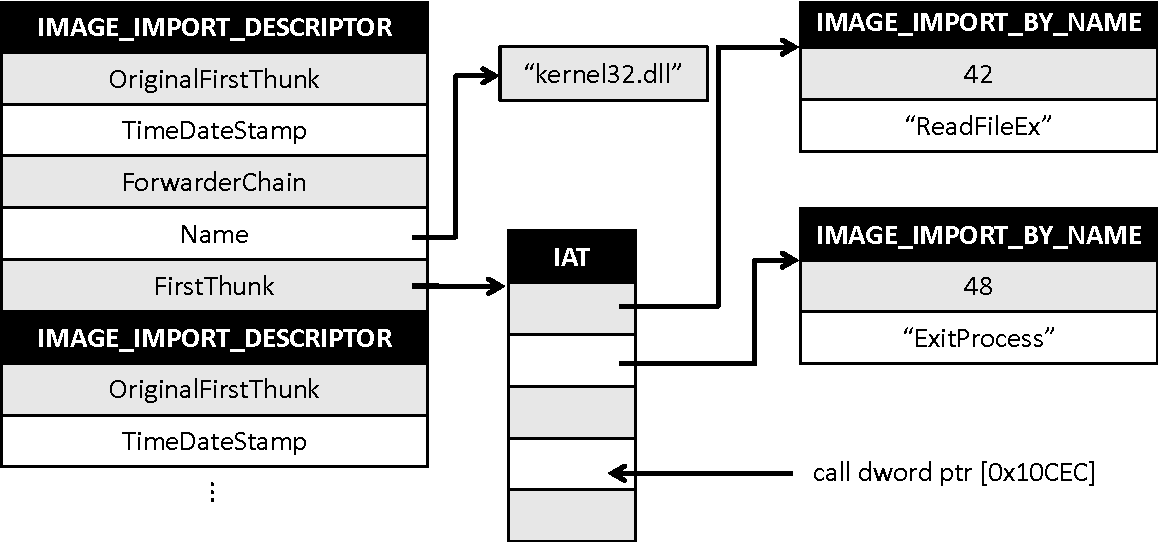 IMAGE_IMPORT_DESCRIPTOR
OriginalFirstThunk
TimeDateStamp
ForwarderChain
Name
FirstThunk
IMAGE_IMPORT_DESCRIPTOR
OriginalFirstThunk
TimeDateStamp
⋮
“kernel32.dll”
IAT
IMAGE_IMPORT_BY_NAME
42
“ReadFileEx”
IMAGE_IMPORT_BY_NAME
48
“ExitProcess”
call dword ptr [0x10CEC]